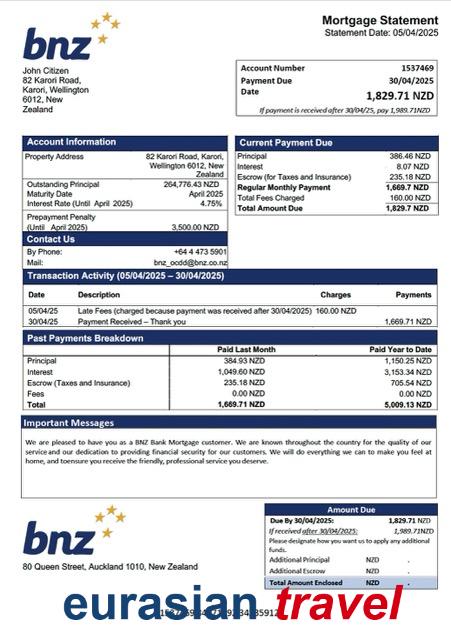 bnz
Mortgage Statement
Statement Date: 05/04/2025
John Citizen
82 Karori Road,
Karori, Wellington
6012, New
Zealand
Account Number 1537469
Payment Due 30/04/2025
Date 1,829.71 NZD
If payment is received after 30/04/25, pay 1,989.71NZD
Account Information
Property Address 82 Karori Road, Karori,
Wellington 6012, New
Zealand
Outstanding Principal 264,776.43 NZD
Maturity Date April 2025
Interest Rate (Until April 2025) 4.75%
Prepayment Penalty
(Until April 2025) 3,500.00 NZD
Current Payment Due
Principal 386.46 NZD
Interest 8.07 NZD
Escrow (for Taxes and Insurance) 235.18 NZD
Regular Monthly Payment 1,669.7 NZD
Total Fees Charged 160.00 NZD
Total Amount Due 1,829.7 NZD
Contact Us
By Phone: +64 4 473 5901
Mail: bnz_ocdd@bnz.co.nz
Transaction Activity (05/04/2025 – 30/04/2025)
Date Description Charges Payments
05/04/25 Late Fees (charged because payment was received after 30/04/2025) 160.00 NZD
30/04/25 Payment Received – Thank you 1,669.71 NZD
Past Payments Breakdown
Paid Last Month Paid Year to Date
Principal 384.93 NZD 1,150.25 NZD
Interest 1,049.60 NZD 3,153.34 NZD
Escrow (Taxes and Insurance) 235.18 NZD 705.54 NZD
Fees 0.00 NZD 0.00 NZD
Total 1,669.71 NZD 5,009.13 NZD
Important Messages
We are pleased to have you as a BNZ Bank Mortgage customer. We are known throughout the country for the quality of our
service and our dedication to providing financial security for our customers. We will do everything we can to make you feel at
home, and toensure you receive the friendly, professional service you deserve.
bnz
80 Queen Street, Auckland 1010, New Zealand
Amount Due
Due By 30/04/2025: 1,829.71 NZD
If received after 30/04/2025: 1,989.71NZD
Please designate how you want us to apply any additional
funds.
Additional Principal NZD .
Additional Escrow NZD .
Total Amount Enclosed NZD .
eurasian travel